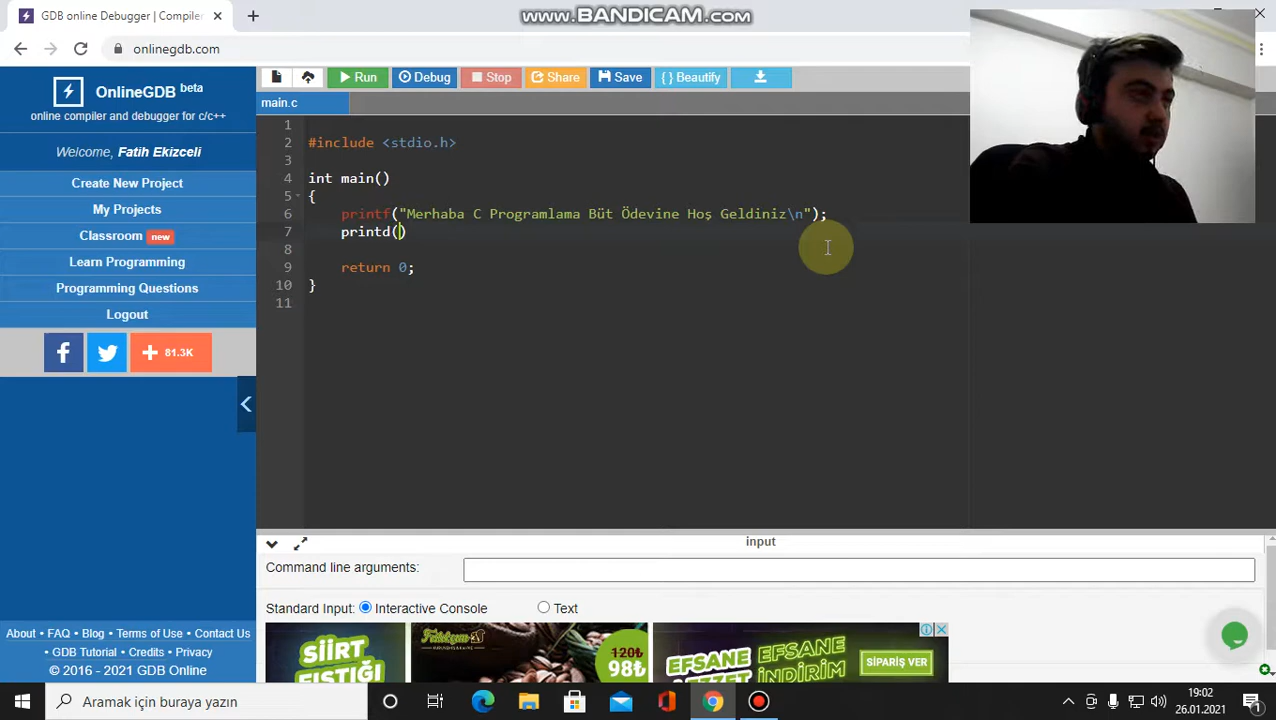 GDB online Debugger | Compiler
www.BANDICAM.com
onlinegdb.com
OnlineGDB beta
online compiler and debugger for c/c++
Welcome, Fatih Ekizceli
Create New Project
My Projects
Classroom new
Learn Programming
Programming Questions
Logout
81.3K
About • FAQ • Blog • Terms of Use • Contact Us
• GDB Tutorial • Credits • Privacy
© 2016 - 2021 GDB Online
Run
Debug
Stop
Share
Save
{ } Beautify
main.c
1
2 #include <stdio.h>
3
4 int main()
5 {
6 printf("Merhaba C Programlama Büt Ödevine Hoş Geldiniz\n");
7 printd()
8
9 return 0;
10 }
11
input
Command line arguments:
Standard Input: Interactive Console Text
SİİRT
FISTIĞI
120₺
98₺
EFSANE EFSANE
LEZZET İNDİRİM
SİPARİŞ VER
Aramak için buraya yazın
19:02
26.01.2021
1